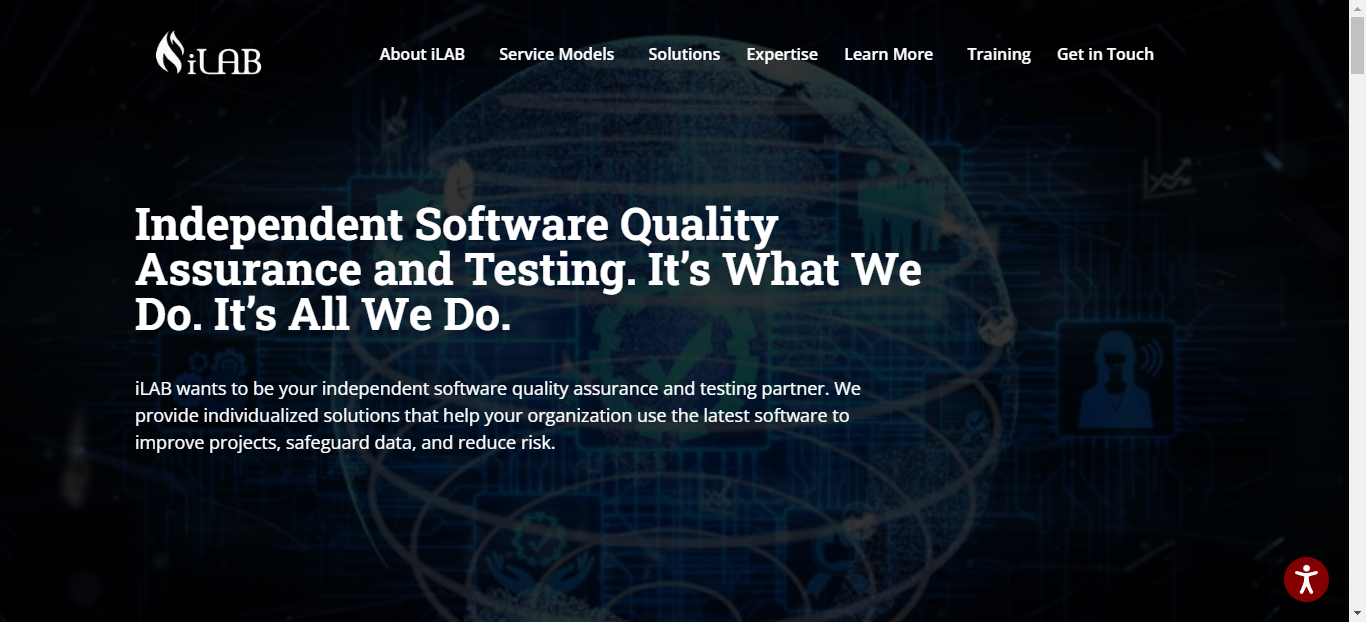 iLAB
About iLAB
Service Models
Solutions
Expertise
Learn More
Training
Get in Touch
Independent Software Quality
Assurance and Testing. It’s What We
Do. It’s All We Do.
iLAB wants to be your independent software quality assurance and testing partner. We
provide individualized solutions that help your organization use the latest software to
improve projects, safeguard data, and reduce risk.